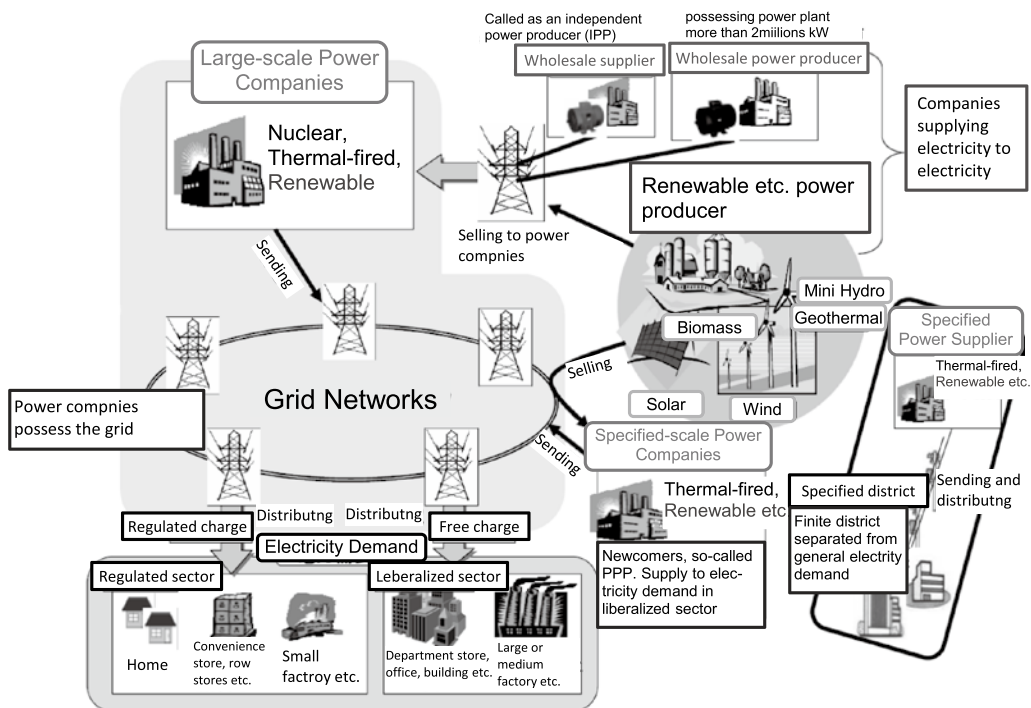 Called as an independent
power producer (IPP)
possessing power plant
more than 2miilions kW
Large-scale Power
Companies
Wholesale supplier
Wholesale power producer
Nuclear,
Thermal-fired,
Renewable
Companies
supplying
electricity to
electricity
Renewable etc. power
producer
Selling to power
compnies
Sending
Mini Hydro
Geothermal
Biomass
Solar
Wind
Selling
Specified
Power Supplier
Thermal-fired,
Renewable etc.
Grid Networks
Power compnies
possess the grid
Sending
Specified-scale Power
Companies
Thermal-fired,
Renewable etc
Specified district
Sending and
distributng
Finite district
separated from
general electrity
demand
Regulated charge
Distributng
Distributng
Free charge
Electricity Demand
Newcomers, so-called
PPP. Supply to elec-
tricity demand in
liberalized sector
Regulated sector
Leberalized sector
Home
Convenience
store, row
stores etc.
Small
factroy etc.
Department store,
office, building etc.
Large or
medium
factory etc.